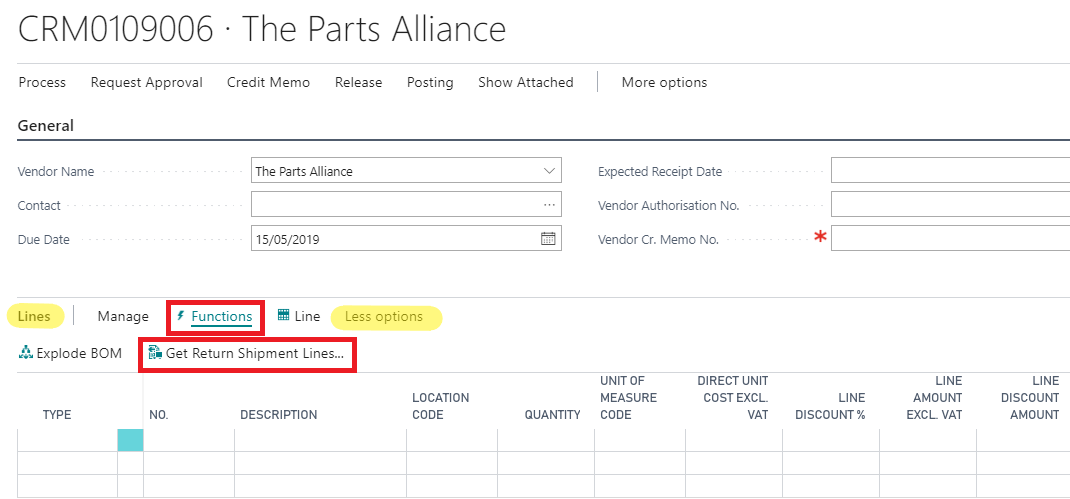 CRM0109006 · The Parts Alliance
Process Request Approval Credit Memo Release Posting Show Attached More options
General
Vendor Name The Parts Alliance Expected Receipt Date
Contact ... Vendor Authorisation No.
Due Date 15/05/2019 Vendor Cr. Memo No. *
Lines Manage Functions Line Less options
Explode BOM Get Return Shipment Lines...
TYPE NO. DESCRIPTION LOCATION CODE QUANTITY UNIT OF MEASURE CODE DIRECT UNIT COST EXCL. VAT LINE DISCOUNT % LINE AMOUNT EXCL. VAT LINE DISCOUNT AMOUNT